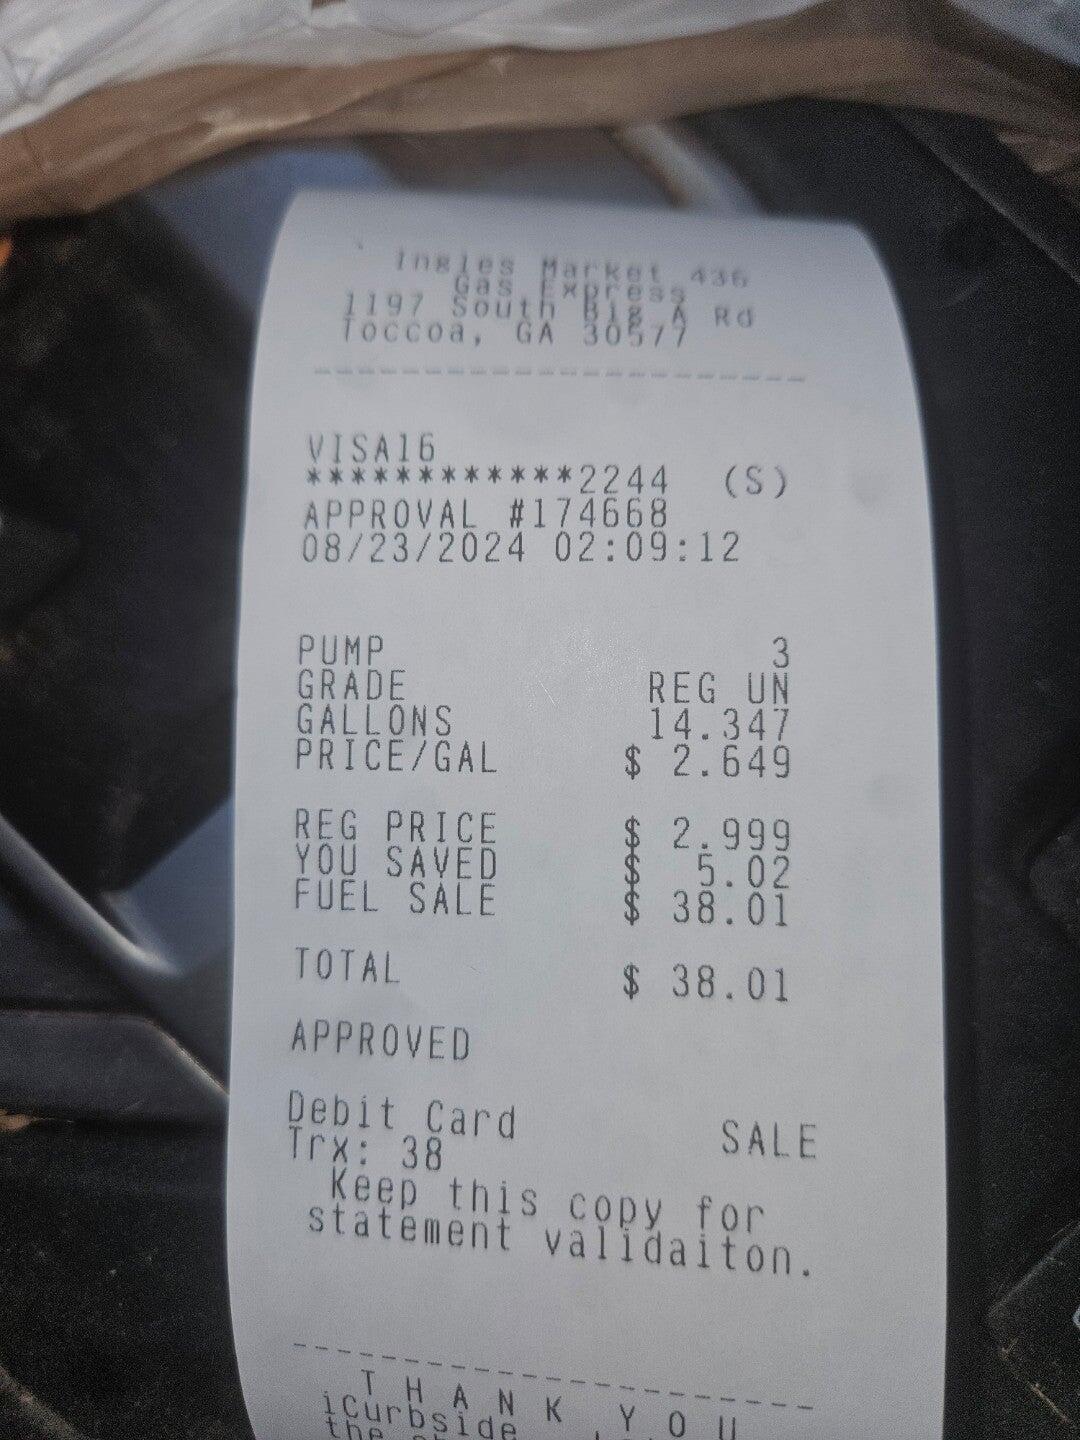 Ingles Market 436
Gas Express
1197 South Big A Rd
Toccoa, GA 30577
--------------------
VISA16
************2244 (S)
APPROVAL #174668
08/23/2024 02:09:12
PUMP 3
GRADE REG UN
GALLONS 14.347
PRICE/GAL $ 2.649
REG PRICE $ 2.999
YOU SAVED $ 5.02
FUEL SALE $ 38.01
TOTAL $ 38.01
APPROVED
Debit Card SALE
Trx: 38
Keep this copy for
statement validaiton.
--------------------
T H A N K Y O U
iCurbside
the